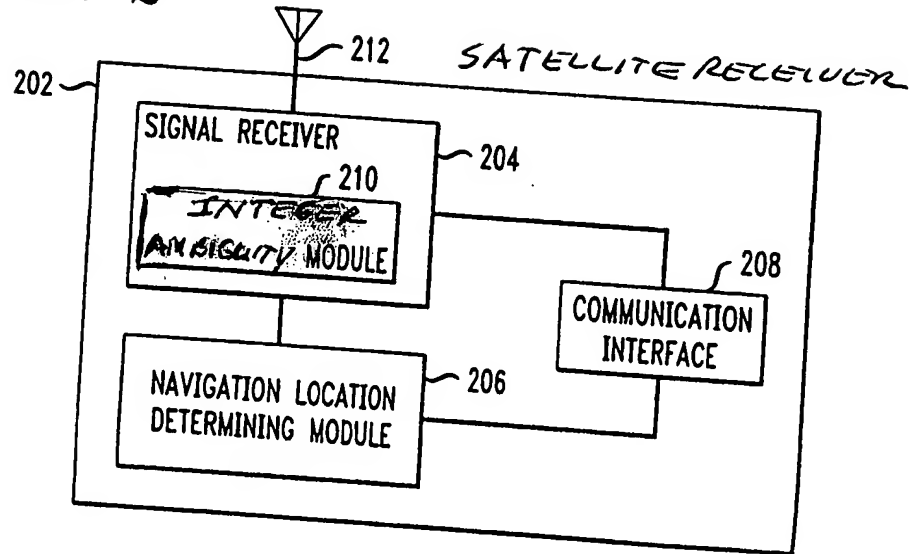 212
SATELLITE RECEIVER
202
SIGNAL RECEIVER
204
210
INTEGER
AMBIGUITY MODULE
208
COMMUNICATION
INTERFACE
206
NAVIGATION LOCATION
DETERMINING MODULE